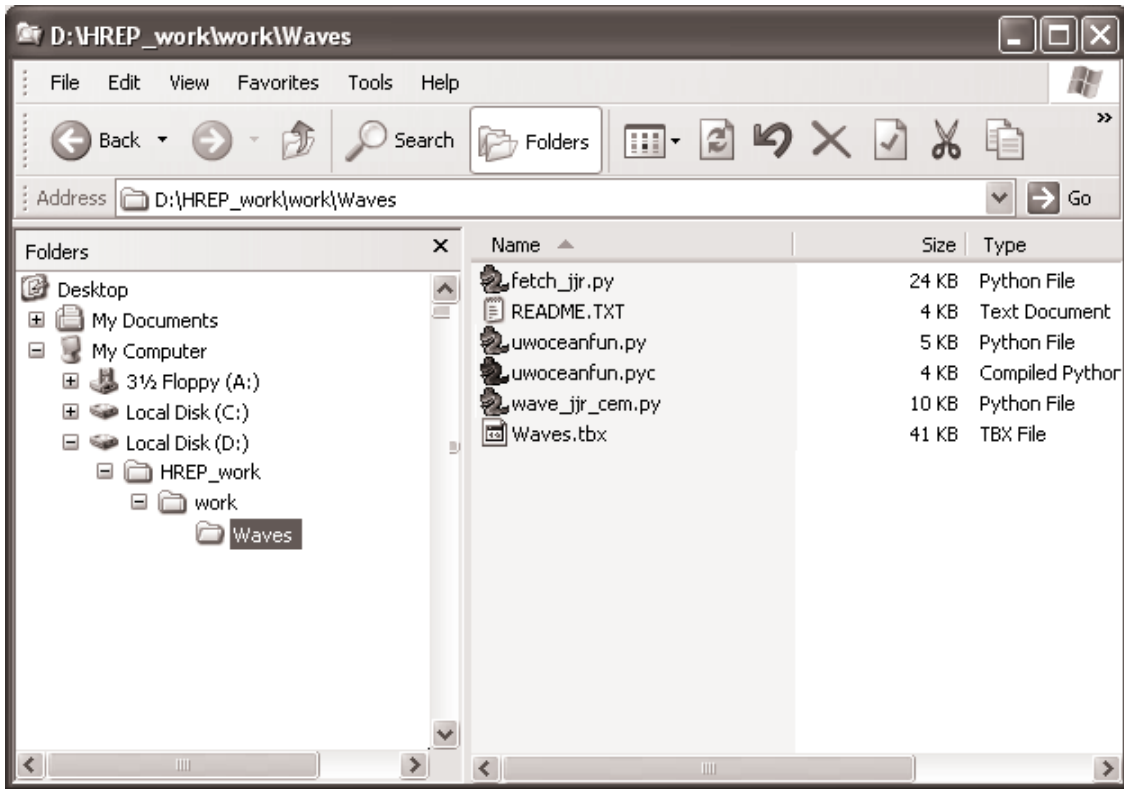 D:\HREP_work\work\Waves
File Edit View Favorites Tools Help
Back Search Folders »
Address D:\HREP_work\work\Waves Go
Folders x
Desktop
My Documents
My Computer
3½ Floppy (A:)
Local Disk (C:)
Local Disk (D:)
HREP_work
work
Waves
Name Size Type
fetch_jjr.py 24 KB Python File
README.TXT 4 KB Text Document
uwoceanfun.py 5 KB Python File
uwoceanfun.pyc 4 KB Compiled Pythor
wave_jjr_cem.py 10 KB Python File
Waves.tbx 41 KB TBX File